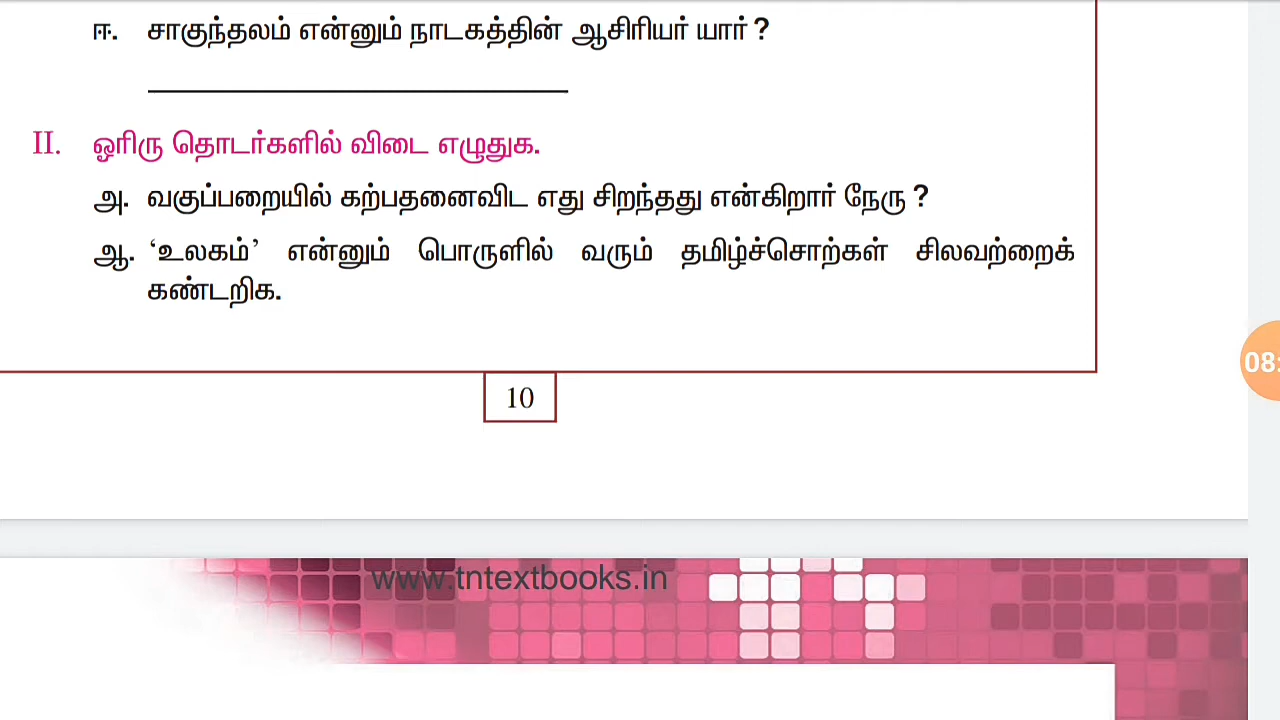 ஈ. சாகுந்தலம் என்னும் நாடகத்தின் ஆசிரியர் யார் ?
II. ஓரிரு தொடர்களில் விடை எழுதுக.
அ. வகுப்பறையில் கற்பதனைவிட எது சிறந்தது என்கிறார் நேரு ?
ஆ. ‘உலகம்’ என்னும் பொருளில் வரும் தமிழ்ச்சொற்கள் சிலவற்றைக்
கண்டறிக.
08:
10
www.tntextbooks.in